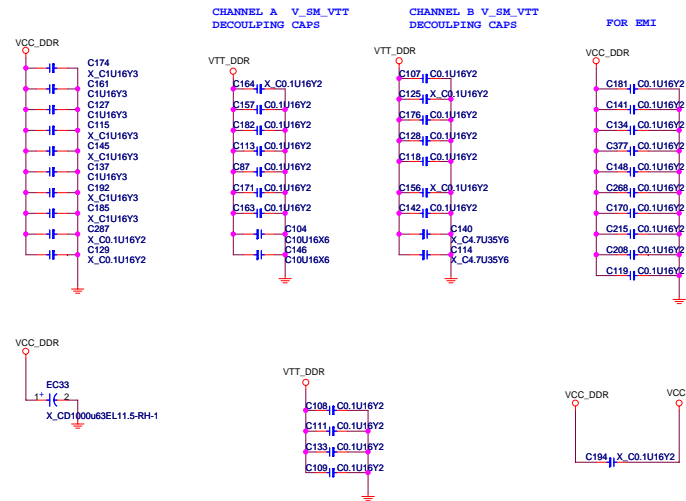 CHANNEL A V_SM_VTT
DECOULPING CAPS
CHANNEL B V_SM_VTT
DECOUPLING CAPS
FOR EMI
VCC_DDR
C174
X_C1U16Y3
C161
C1U16Y3
C127
C1U16Y3
C115
X_C1U16Y3
C145
X_C1U16Y3
C137
C1U16Y3
C192
X_C1U16Y3
C185
X_C1U16Y3
C287
X_C0.1U16Y2
C129
X_C0.1U16Y2
VTT_DDR
C164 X_C0.1U16Y2
C157 C0.1U16Y2
C182 C0.1U16Y2
C113 C0.1U16Y2
C87 C0.1U16Y2
C171 C0.1U16Y2
C163 C0.1U16Y2
C104
C10U16X6
C146
C10U16X6
VTT_DDR
C107 C0.1U16Y2
C125 X_C0.1U16Y2
C176 C0.1U16Y2
C128 C0.1U16Y2
C118 C0.1U16Y2
C156 X_C0.1U16Y2
C142 C0.1U16Y2
C140
X_C4.7U35Y6
C114
X_C4.7U35Y6
VCC_DDR
C181 C0.1U16Y2
C141 C0.1U16Y2
C134 C0.1U16Y2
C377 C0.1U16Y2
C148 C0.1U16Y2
C268 C0.1U16Y2
C170 C0.1U16Y2
C215 C0.1U16Y2
C208 C0.1U16Y2
C119 C0.1U16Y2
VCC_DDR
EC33
1 + 2
X_CD1000u63EL11.5-RH-1
VTT_DDR
C108 C0.1U16Y2
C111 C0.1U16Y2
C133 C0.1U16Y2
C109 C0.1U16Y2
VCC_DDR
VCC
C194 X_C0.1U16Y2